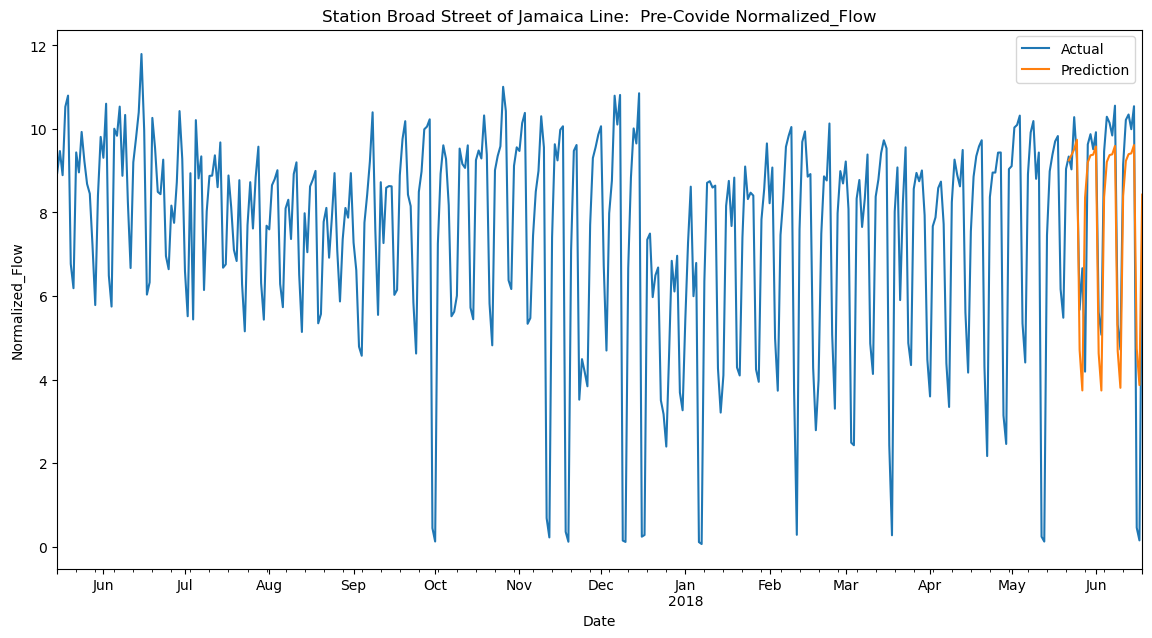 Station Broad Street of Jamaica Line:  Pre-Covide Normalized_Flow
Actual
Prediction
Normalized_Flow
12
10
8
6
4
2
0
Jun
Jul
Aug
Sep
Oct
Nov
Dec
Jan
2018
Feb
Mar
Apr
May
Jun
Date